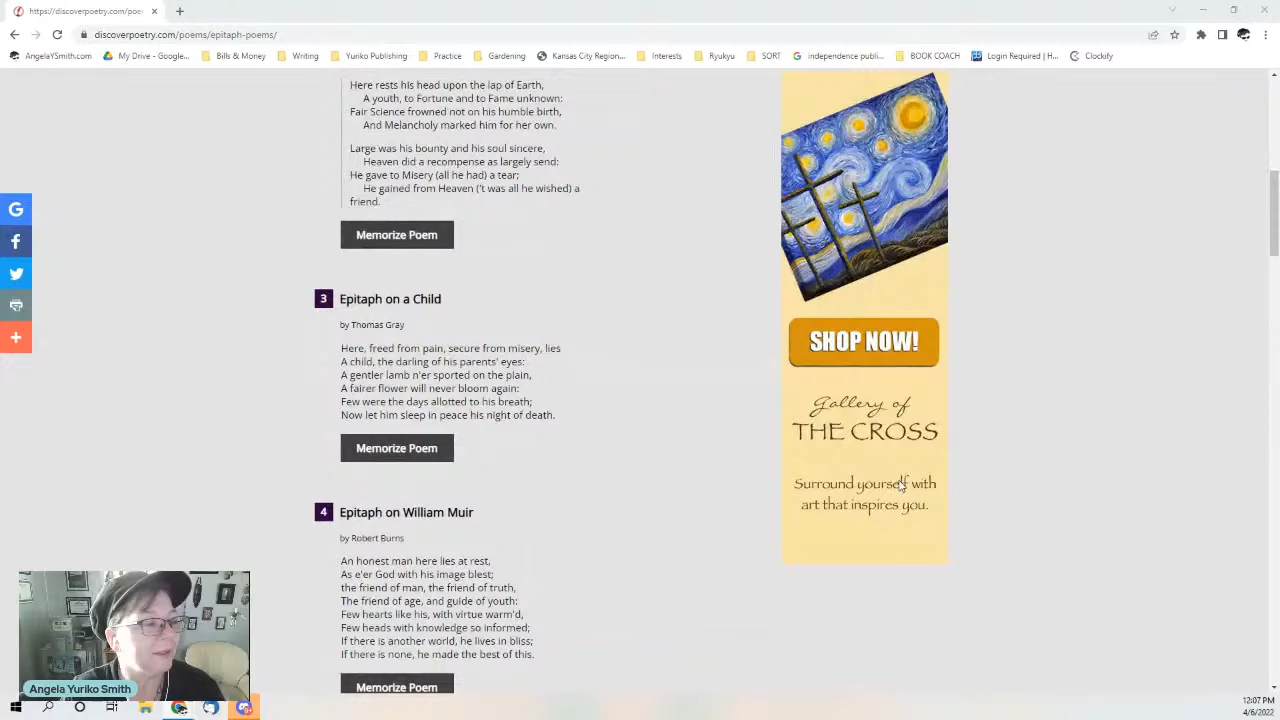 https://discoverpoetry.com/poe
discoverpoetry.com/poems/epitaph-poems/
AngelaYSmith.com
My Drive - Google...
Bills & Money
Writing
Yuriko Publishing
Practice
Gardening
Kansas City Region...
Interests
Ryukyu
SORT
independence publi...
BOOK COACH
Login Required | H...
Clockify
Here rests his head upon the lap of Earth,
A youth, to Fortune and to Fame unknown:
Fair Science frowned not on his humble birth,
And Melancholy marked him for her own.
Large was his bounty and his soul sincere,
Heaven did a recompense as largely send:
He gave to Misery (all he had) a tear;
He gained from Heaven ('t was all he wished) a
friend.
Memorize Poem
3 Epitaph on a Child
by Thomas Gray
Here, freed from pain, secure from misery, lies
A child, the darling of his parents' eyes:
A gentler lamb n'er sported on the plain,
A fairer flower will never bloom again:
Few were the days allotted to his breath;
Now let him sleep in peace his night of death.
Memorize Poem
4 Epitaph on William Muir
by Robert Burns
An honest man here lies at rest,
As e'er God with his image blest;
the friend of man, the friend of truth,
The friend of age, and guide of youth:
Few hearts like his, with virtue warm'd,
Few heads with knowledge so informed;
If there is another world, he lives in bliss;
If there is none, he made the best of this.
Memorize Poem
SHOP NOW!
Gallery of
THE CROSS
Surround yourself with
art that inspires you.
Angela Yuriko Smith
12:07 PM
4/6/2022